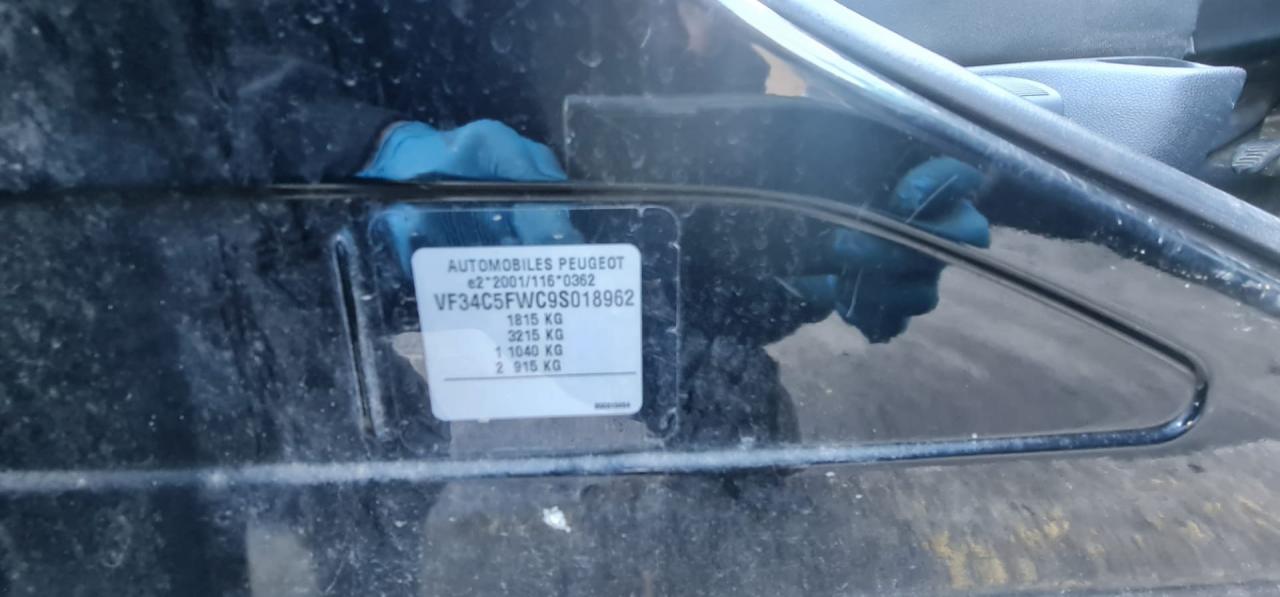 AUTOMOBILES PEUGEOT
e2*2001/116*0362
VF34C5FWC9S018962
1815 KG
3215 KG
1 1040 KG
2 915 KG